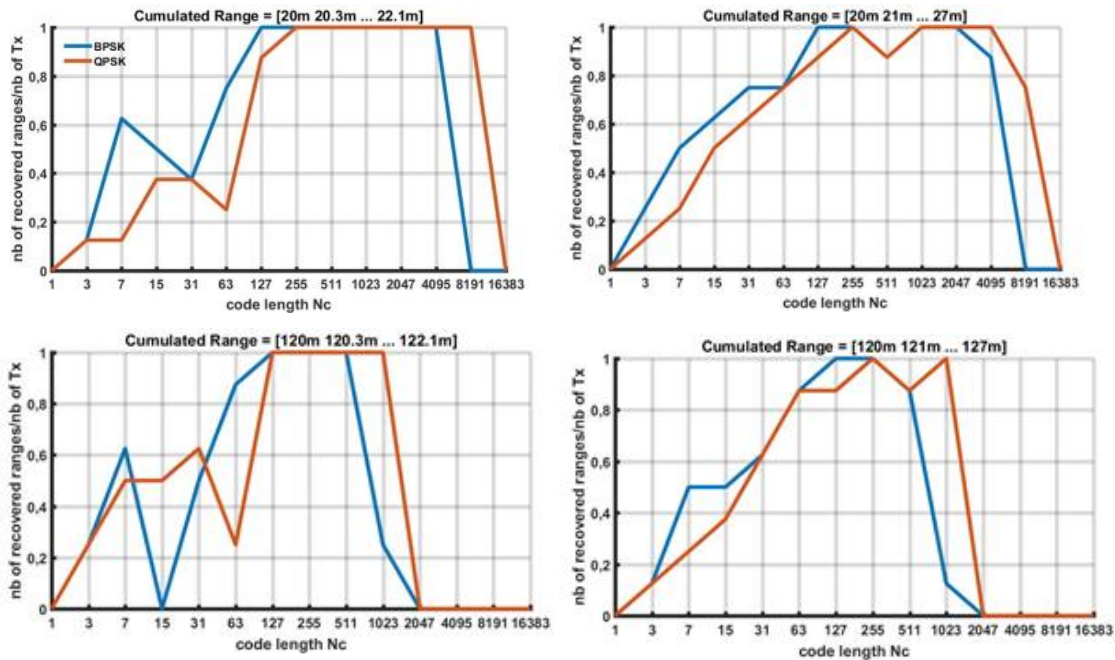 Cumulated Range = [20m 20.3m ... 22.1m]
nb of recovered ranges/nb of Tx
1
0,8
0,6
0,4
0,2
0
BPSK
QPSK
1 3 7 15 31 63 127 255 511 1023 2047 4095 8191 16383
code length Nc
Cumulated Range = [20m 21m ... 27m]
nb of recovered ranges/nb of Tx
1
0,8
0,6
0,4
0,2
0
1 3 7 15 31 63 127 255 511 1023 2047 4095 8191 16383
code length Nc
Cumulated Range = [120m 120.3m ... 122.1m]
nb of recovered ranges/nb of Tx
1
0,8
0,6
0,4
0,2
0
1 3 7 15 31 63 127 255 511 1023 2047 4095 8191 16383
code length Nc
Cumulated Range = [120m 121m ... 127m]
nb of recovered ranges/nb of Tx
1
0,8
0,6
0,4
0,2
0
1 3 7 15 31 63 127 255 511 1023 2047 4095 8191 16383
code length Nc